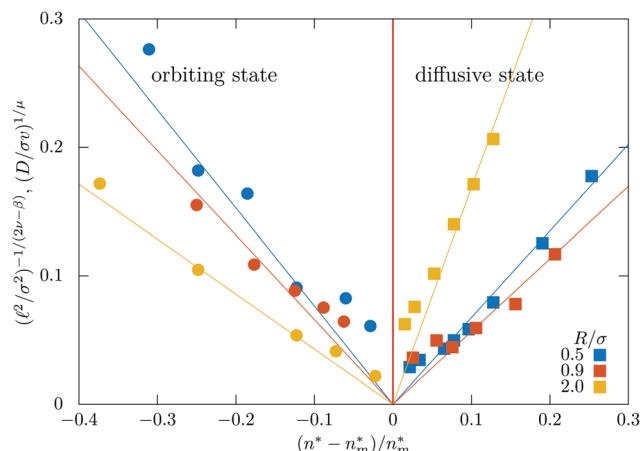 0.3
orbiting state
diffusive state
0.2
0.1
0
(ℓ²/σ²)^{−1/(2ν−β)}, (D/σv)^{1/μ}
R/σ
0.5
0.9
2.0
−0.4 −0.3 −0.2 −0.1 0 0.1 0.2 0.3
(n* − n*_m)/n*_m